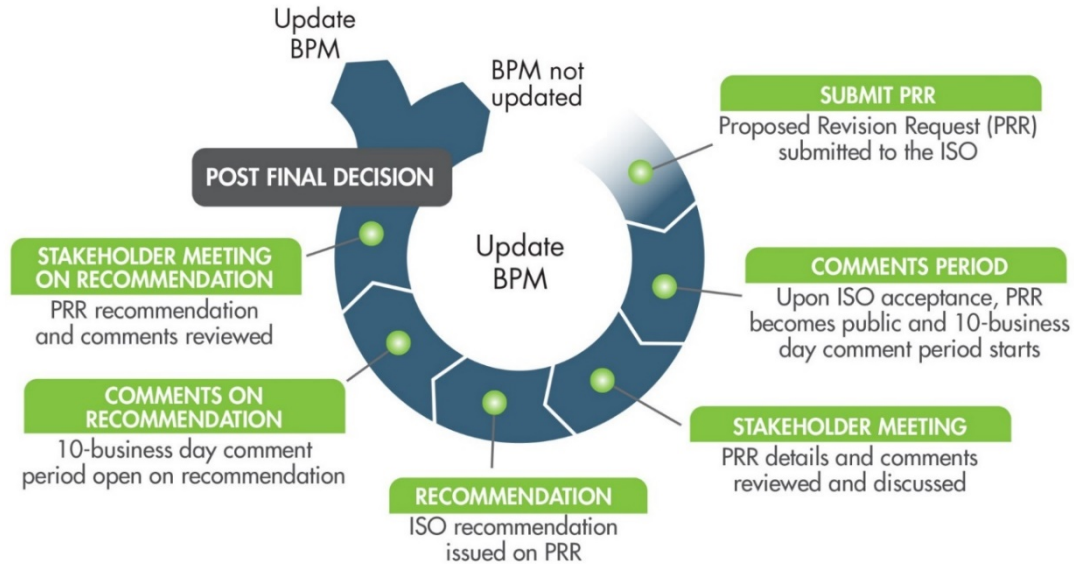 Update
BPM
BPM not
updated
SUBMIT PRR
Proposed Revision Request (PRR)
submitted to the ISO
POST FINAL DECISION
Update
BPM
COMMENTS PERIOD
Upon ISO acceptance, PRR
becomes public and 10-business
day comment period starts
STAKEHOLDER MEETING
PRR details and comments
reviewed and discussed
RECOMMENDATION
ISO recommendation
issued on PRR
COMMENTS ON
RECOMMENDATION
10-business day comment
period open on recommendation
STAKEHOLDER MEETING
ON RECOMMENDATION
PRR recommendation
and comments reviewed